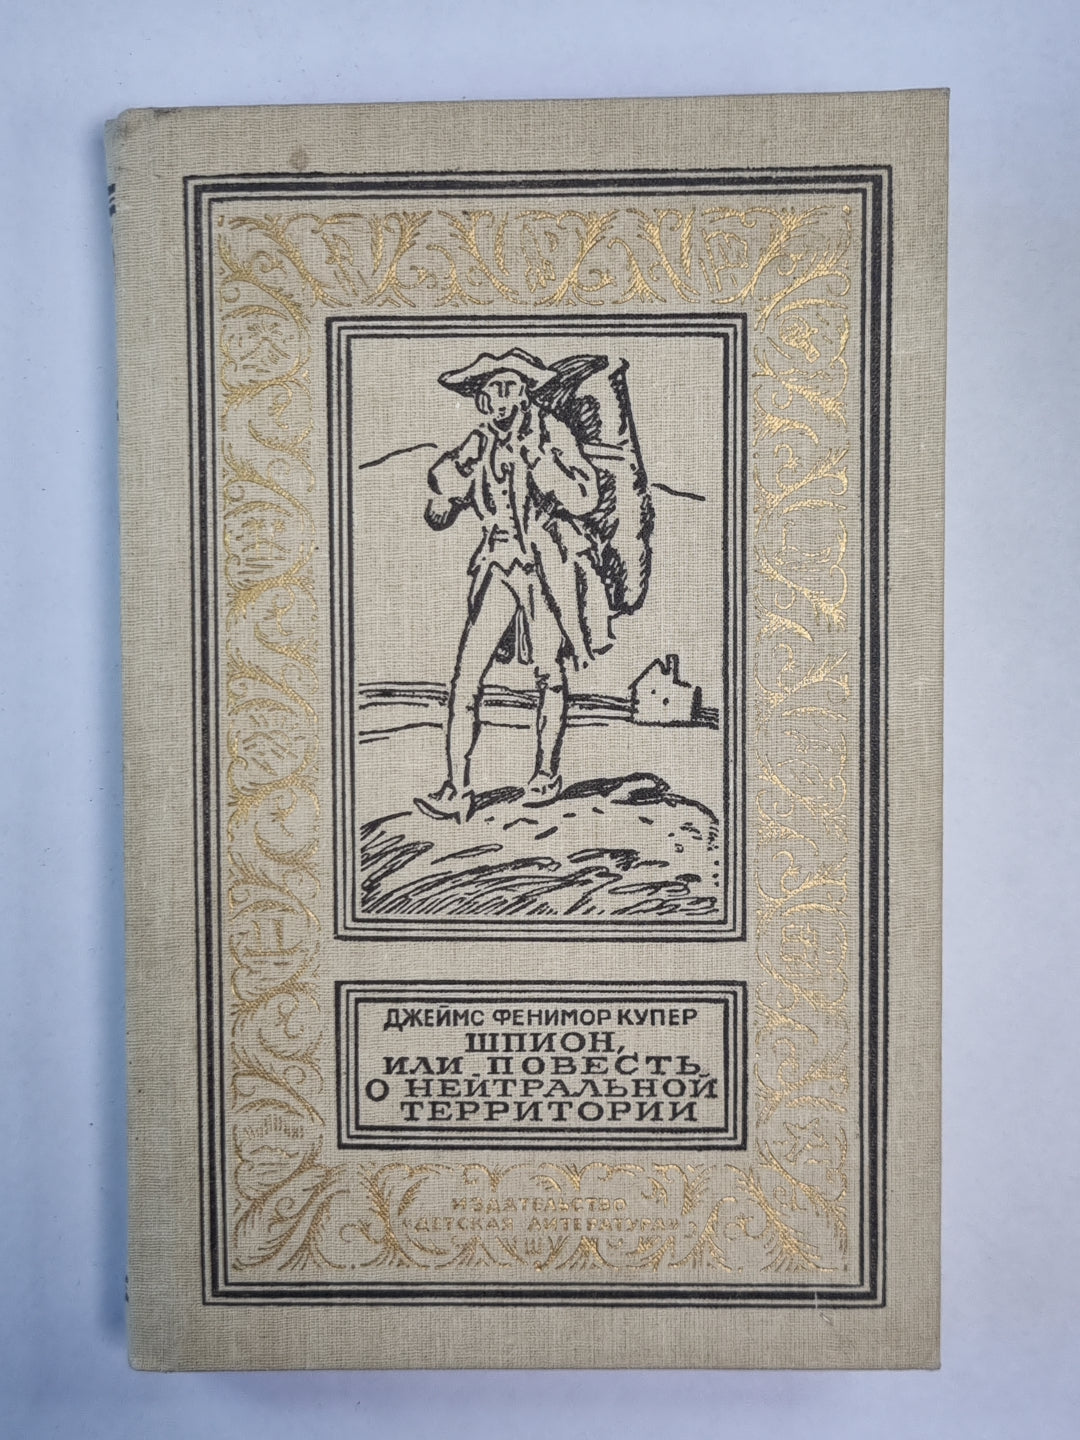 ДЖЕЙМС ФЕНИМОР КУПЕР
ШПИОН,
ИЛИ ПОВЕСТЬ
О НЕЙТРАЛЬНОЙ
ТЕРРИТОРИИ
ИЗДАТЕЛЬСТВО
«ДЕТСКАЯ ЛИТЕРАТУРА»